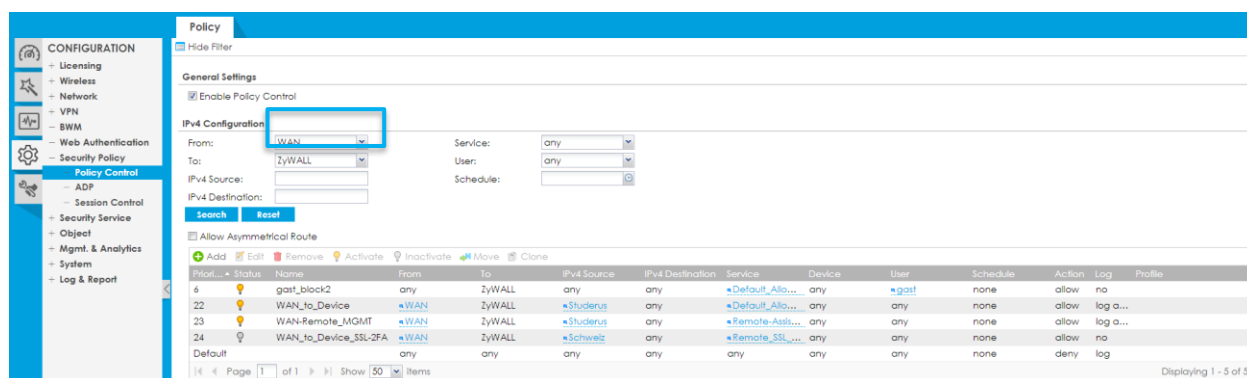 Policy
CONFIGURATION
+ Licensing
+ Wireless
+ Network
+ VPN
− BWM
− Web Authentication
− Security Policy
− Policy Control
− ADP
− Session Control
+ Security Service
+ Object
+ Mgmt. & Analytics
+ System
+ Log & Report
Hide Filter
General Settings
Enable Policy Control
IPv4 Configuration
From: WAN Service: any
To: ZyWALL User: any
IPv4 Source: Schedule:
IPv4 Destination:
Search Reset
Allow Asymmetrical Route
Add Edit Remove Activate Inactivate Move Clone
Priori... Status Name From To IPv4 Source IPv4 Destination Service Device User Schedule Action Log Profile
6 gast_block2 any ZyWALL any any Default_Allo... any gast none allow no
22 WAN_to_Device WAN ZyWALL Studerus any Default_Allo... any any none allow log a...
23 WAN-Remote_MGMT WAN ZyWALL Studerus any Remote-Assis... any any none allow log a...
24 WAN_to_Device_SSL-2FA WAN ZyWALL Schweiz any Remote_SSL_... any any none allow no
Default any any any any any any any none deny log
Page 1 of 1 Show 50 items Displaying 1 - 5 of 5